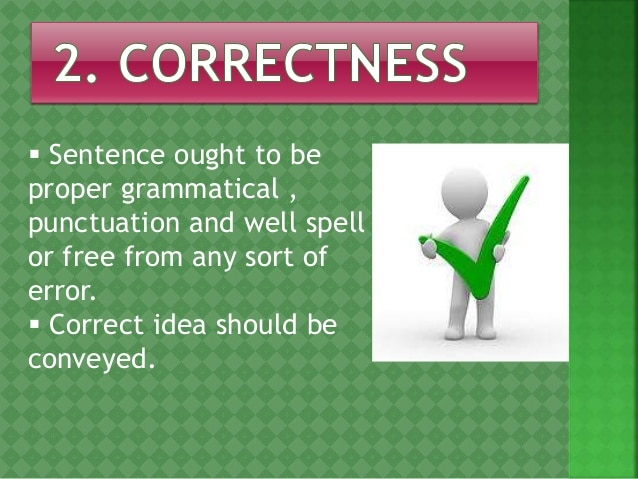 2. CORRECTNESS
▪ Sentence ought to be
proper grammatical ,
punctuation and well spell
or free from any sort of
error.
▪ Correct idea should be
conveyed.